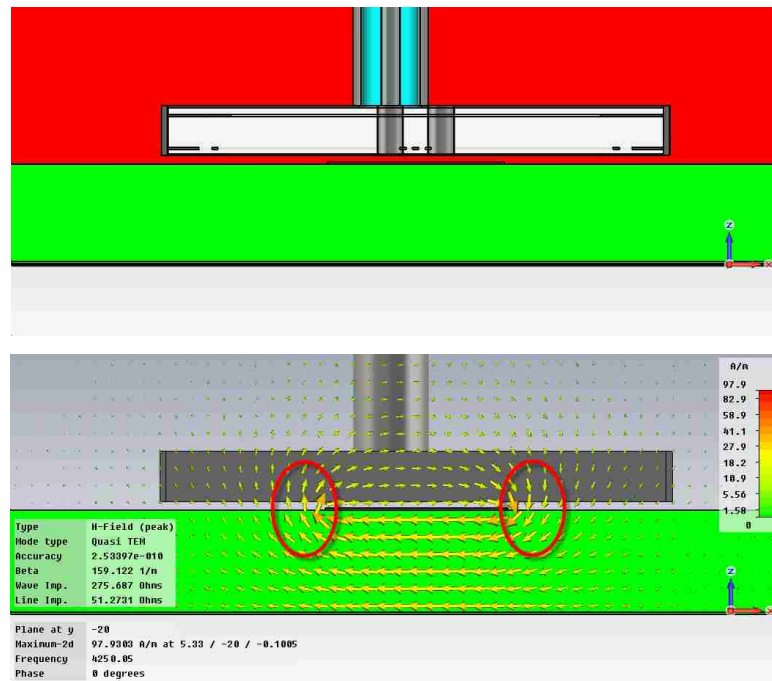 z
x
A/m
97.9
82.9
58.9
41.1
27.9
18.2
10.9
5.56
1.50
0
Type H-Field (peak)
Mode type Quasi TEM
Accuracy 2.53397e-010
Beta 159.122 1/m
Wave Imp. 275.687 Ohms
Line Imp. 51.2731 Ohms
z
x
Plane at y -20
Maximum-2d 97.9303 A/m at 5.33 / -20 / -0.1005
Frequency 4250.05
Phase 0 degrees